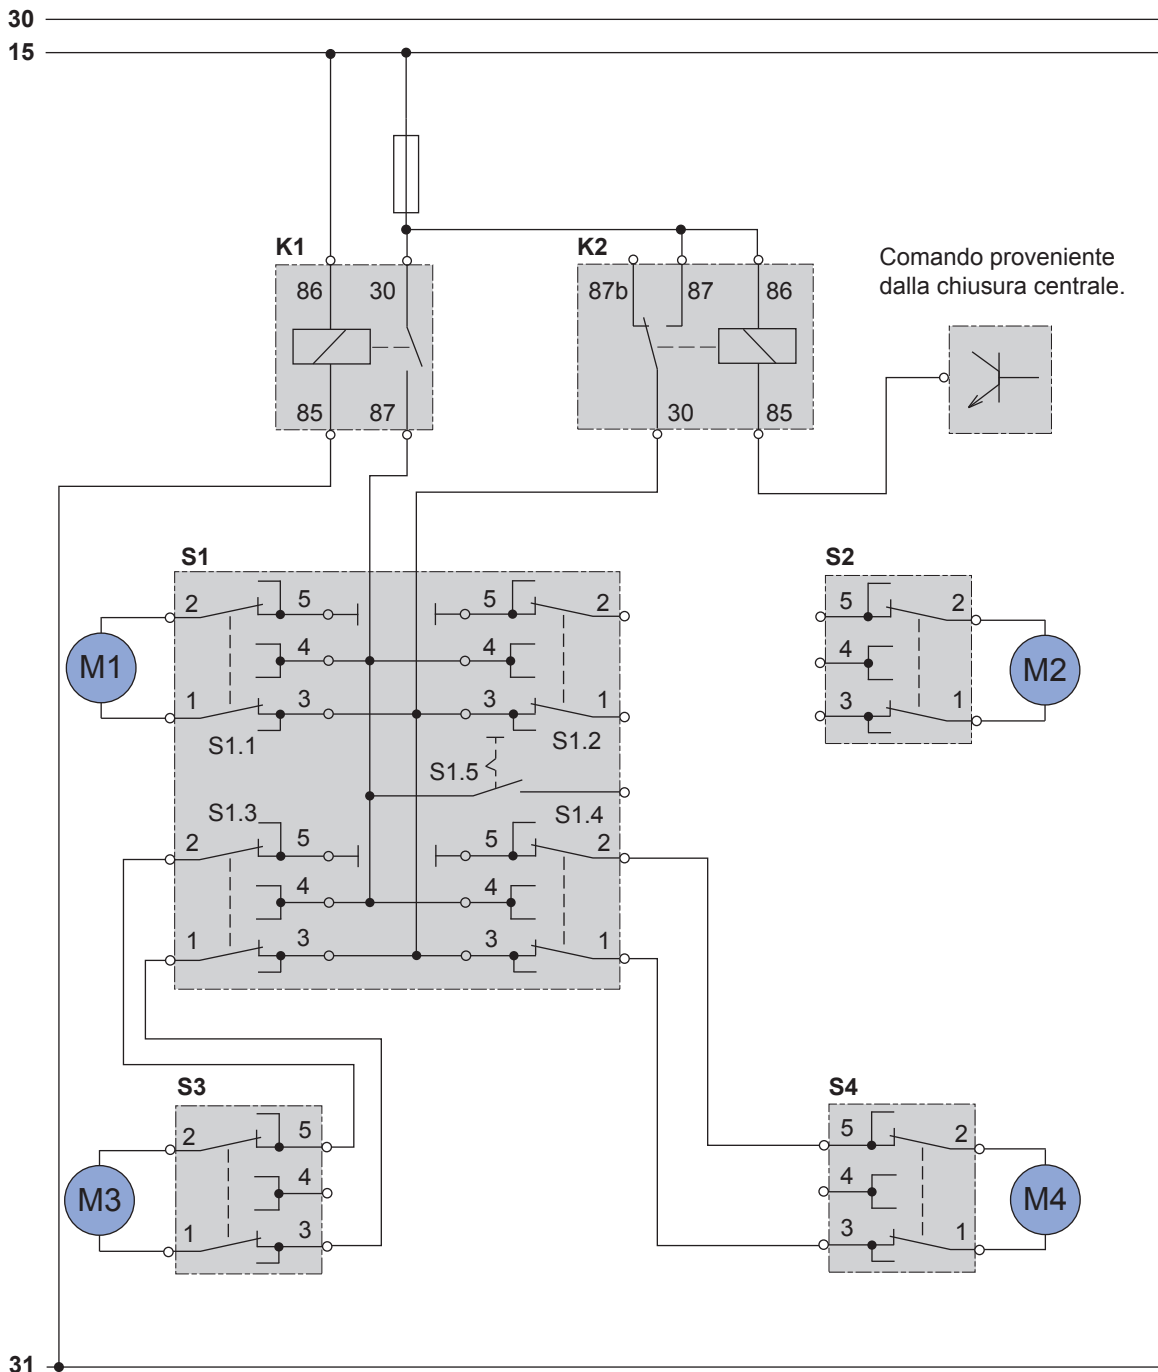 30
15
K1
K2
Comando proveniente
dalla chiusura centrale.
86 30
87b 87 86
85 87
30 85
S1
S2
2 5 5 2
5 2
M1
4 4
4
M2
1 3 3 1
3 1
S1.1
S1.2
S1.5
S1.3
S1.4
2 5 5 2
4 4
1 3 3 1
S3
S4
2 5
5 2
M3
4
4
M4
1 3
3 1
31